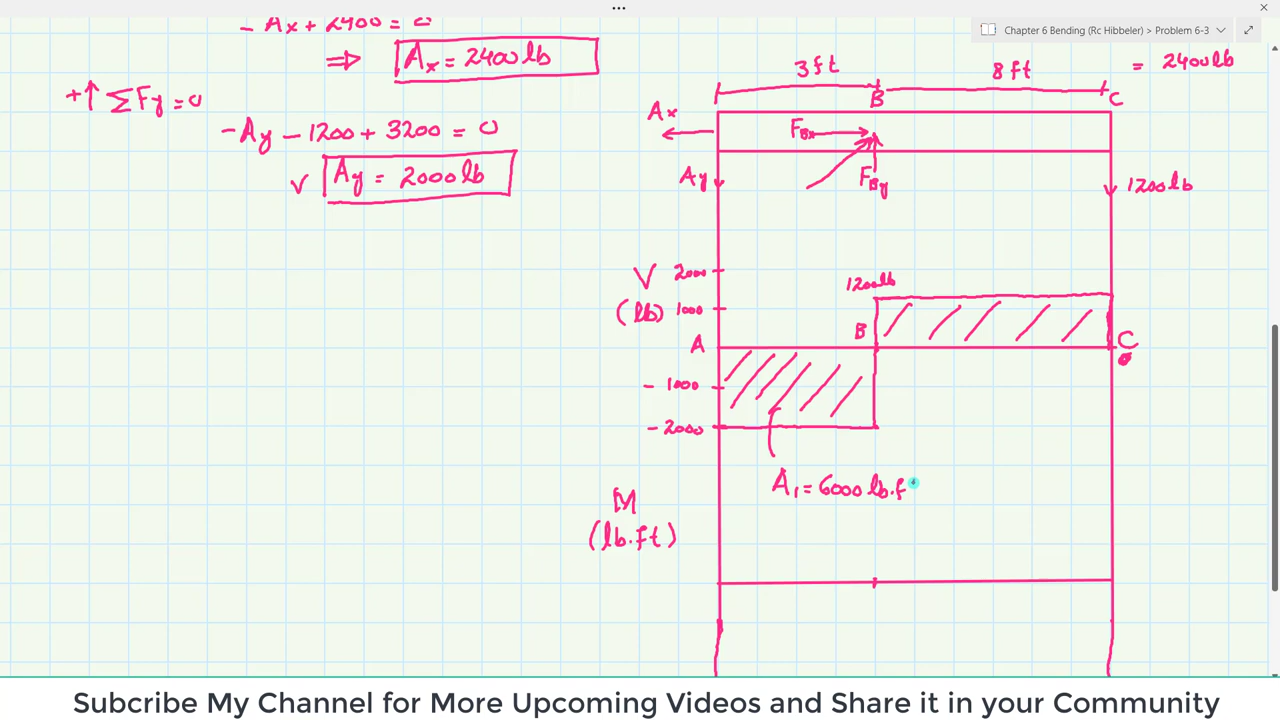 Chapter 6 Bending (Rc Hibbeler) > Problem 6-3
- Ax + 2400 = 0
⇒ Ax = 2400 lb
+↑ ΣFy = 0
-Ay - 1200 + 3200 = 0
Ay = 2000 lb
= 2400 lb
3 ft
8 ft
B
C
Ax
FBx
Ay
FBy
1200 lb
V
(lb)
2000
1000
A
- 1000
- 2000
1200 lb
B
C
A1 = 6000 lb.f
M
(lb.ft)
Subcribe My Channel for More Upcoming Videos and Share it in your Community